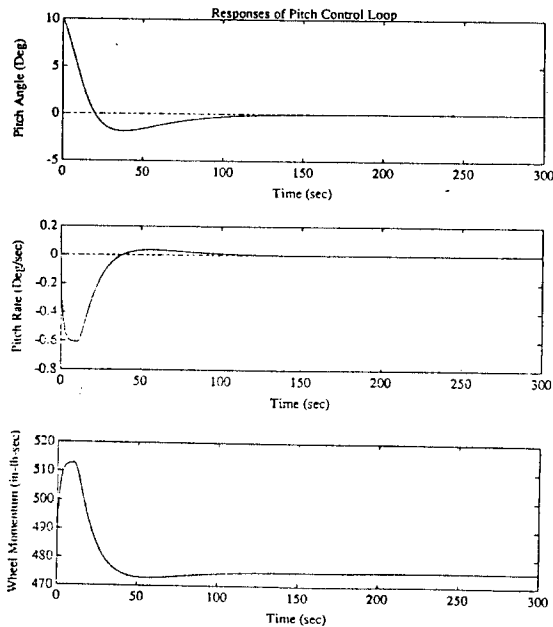 Responses of Pitch Control Loop
10
5
0
-5
Pitch Angle (Deg)
0 50 100 150 200 250 300
Time (sec)
0.2
0
-0.2
-0.4
-0.6
-0.8
Pitch Rate (Deg/sec)
0 50 100 150 200 250 300
Time (sec)
520
510
500
490
480
470
Wheel Momentum (in-lb-sec)
0 50 100 150 200 250 300
Time (sec)